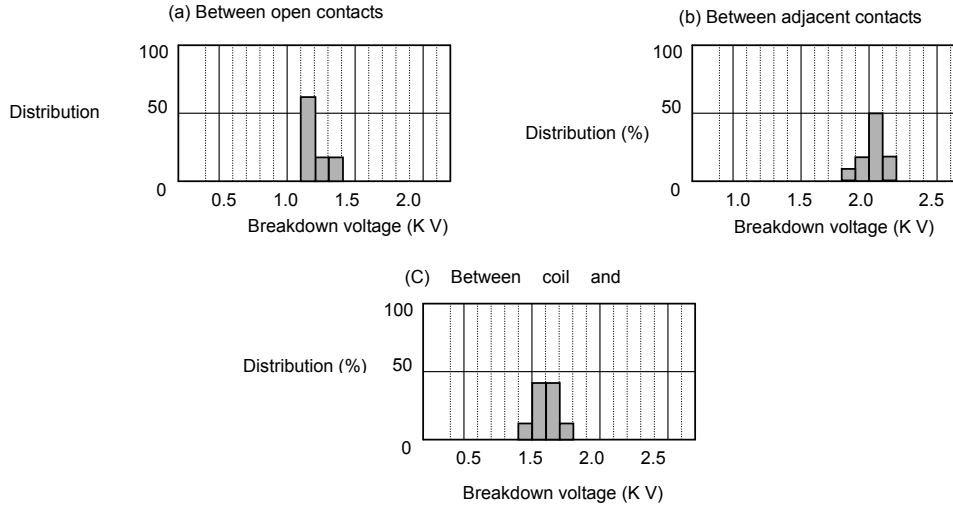 (a) Between open contacts
100
Distribution
50
0
0.5 1.0 1.5 2.0
Breakdown voltage (K V)
(b) Between adjacent contacts
100
50
Distribution (%)
0
1.0 1.5 2.0 2.5
Breakdown voltage (K V)
(C) Between coil and
100
Distribution (%)
50
0
0.5 1.5 2.0 2.5
Breakdown voltage (K V)